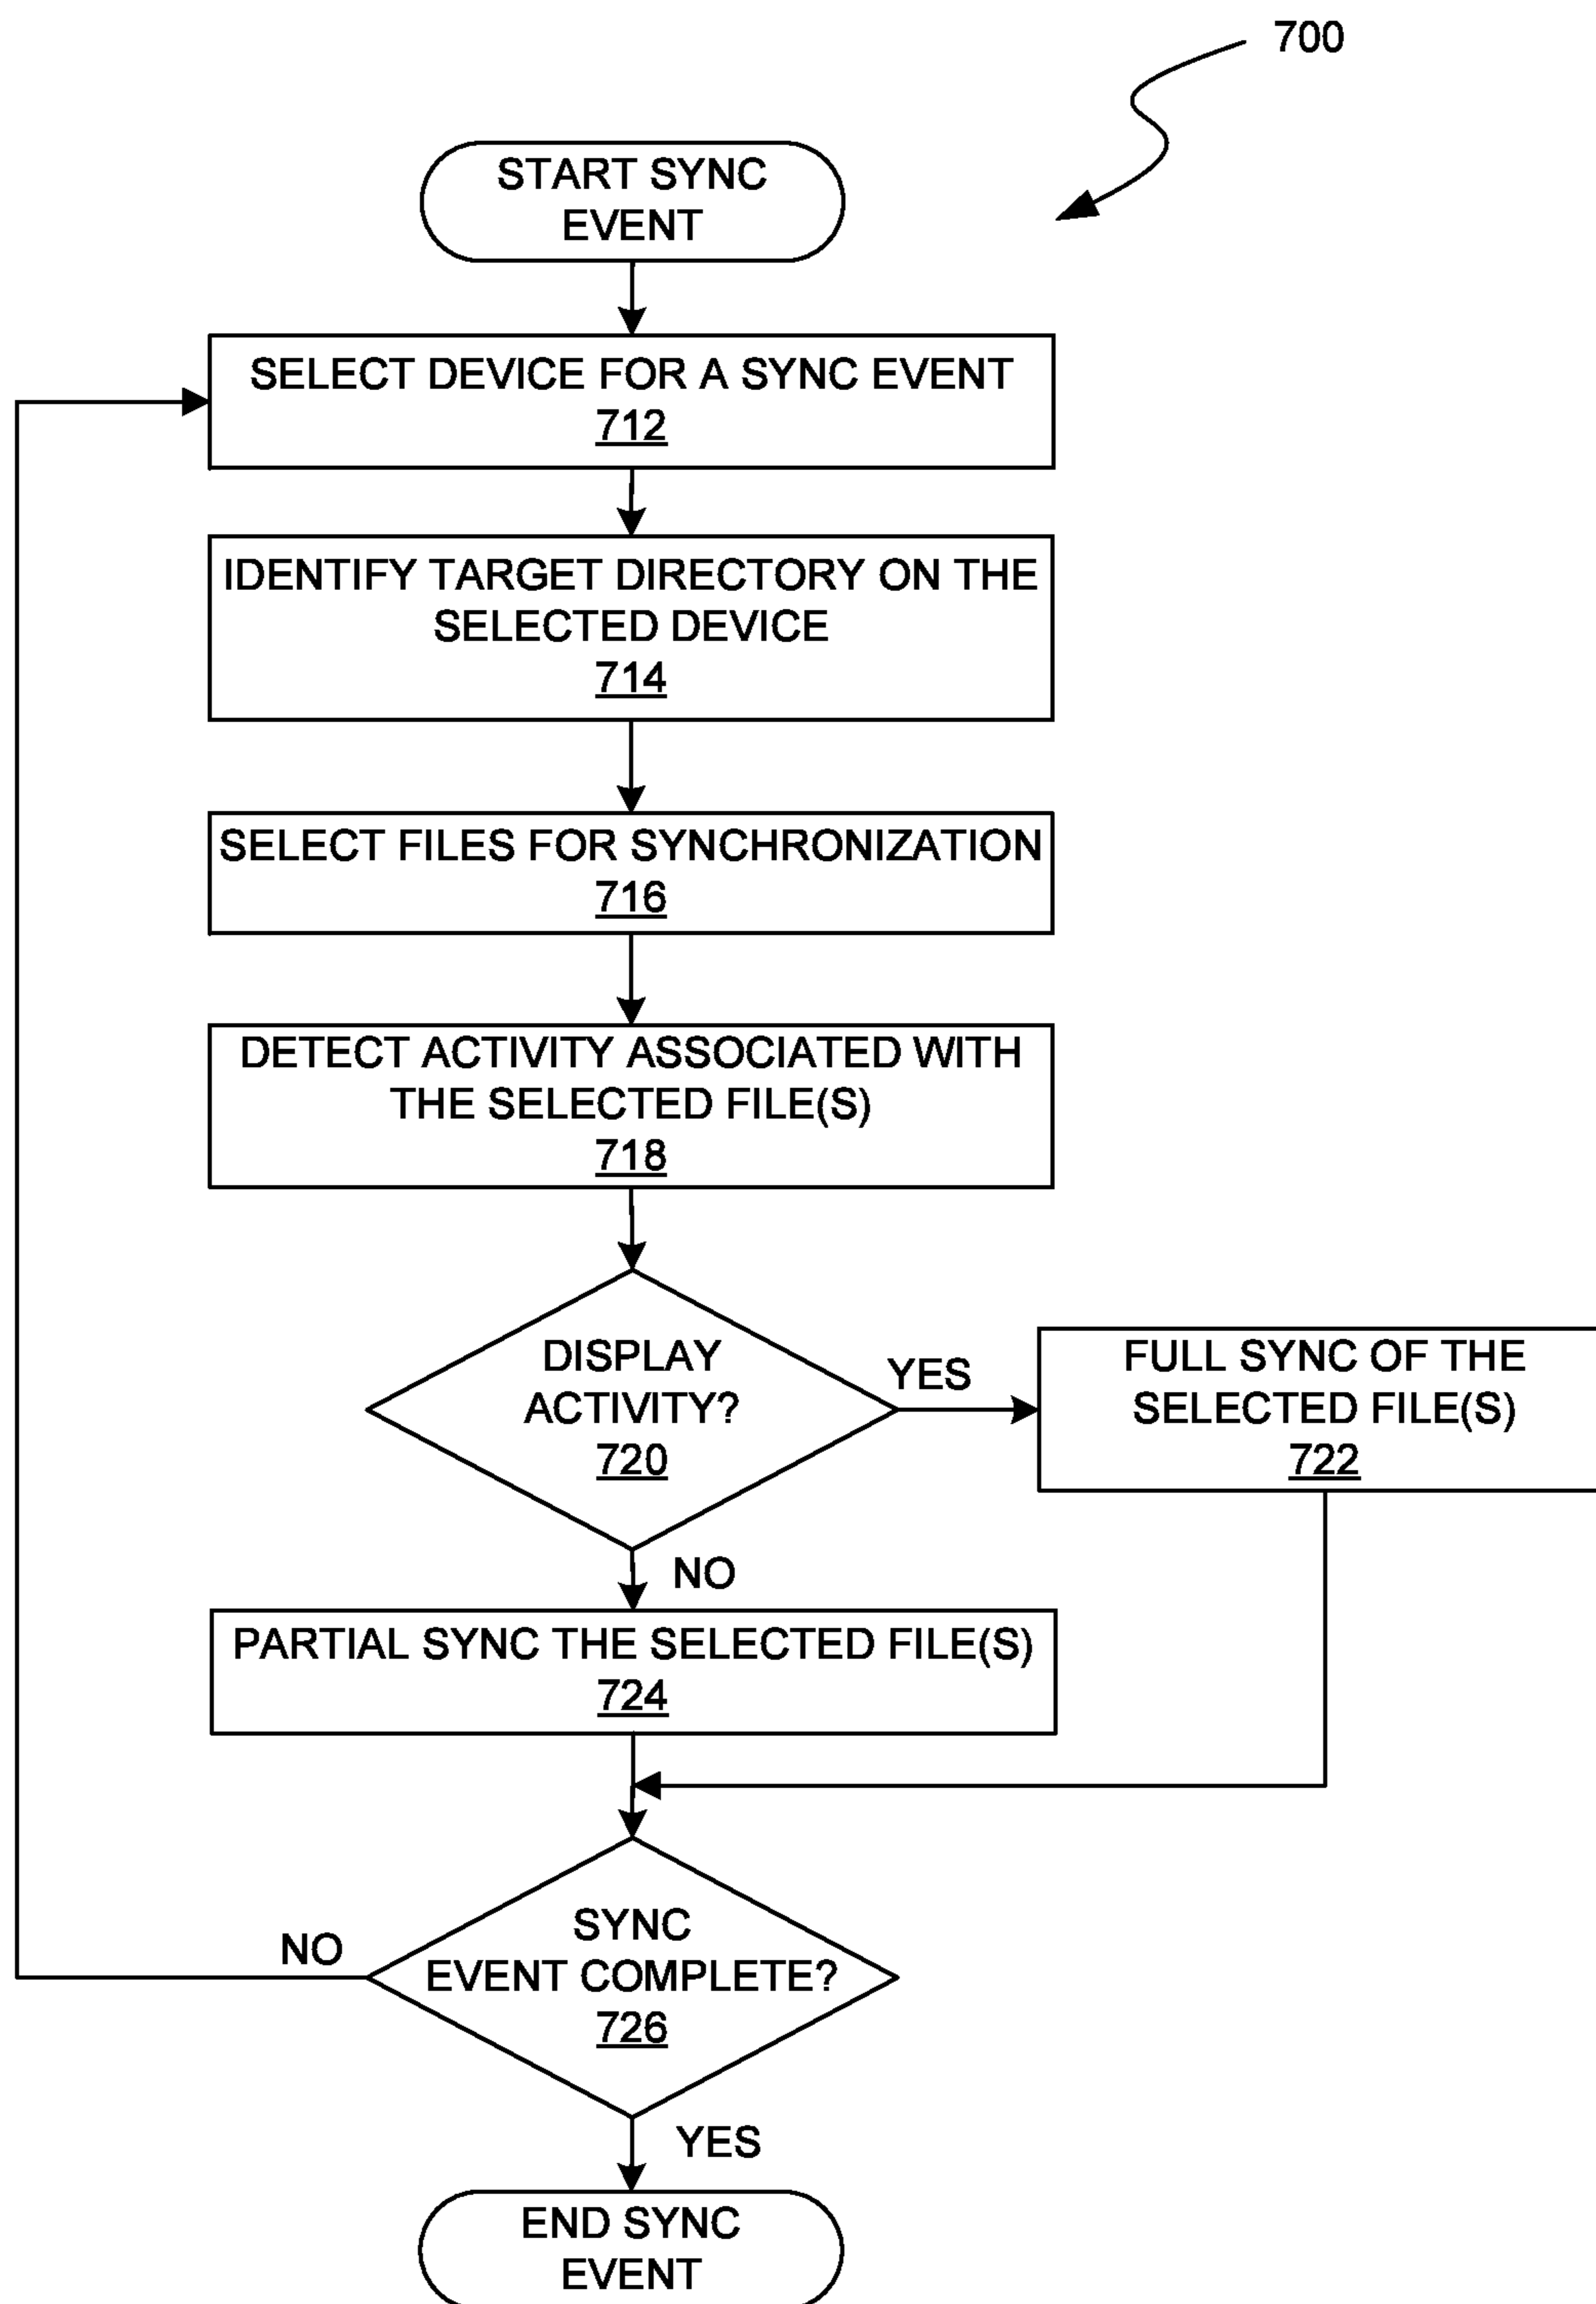 700
START SYNC
EVENT
SELECT DEVICE FOR A SYNC EVENT
712
IDENTIFY TARGET DIRECTORY ON THE
SELECTED DEVICE
714
SELECT FILES FOR SYNCHRONIZATION
716
DETECT ACTIVITY ASSOCIATED WITH
THE SELECTED FILE(S)
718
DISPLAY
ACTIVITY?
720
YES
FULL SYNC OF THE
SELECTED FILE(S)
722
NO
PARTIAL SYNC THE SELECTED FILE(S)
724
SYNC
EVENT COMPLETE?
726
NO
YES
END SYNC
EVENT